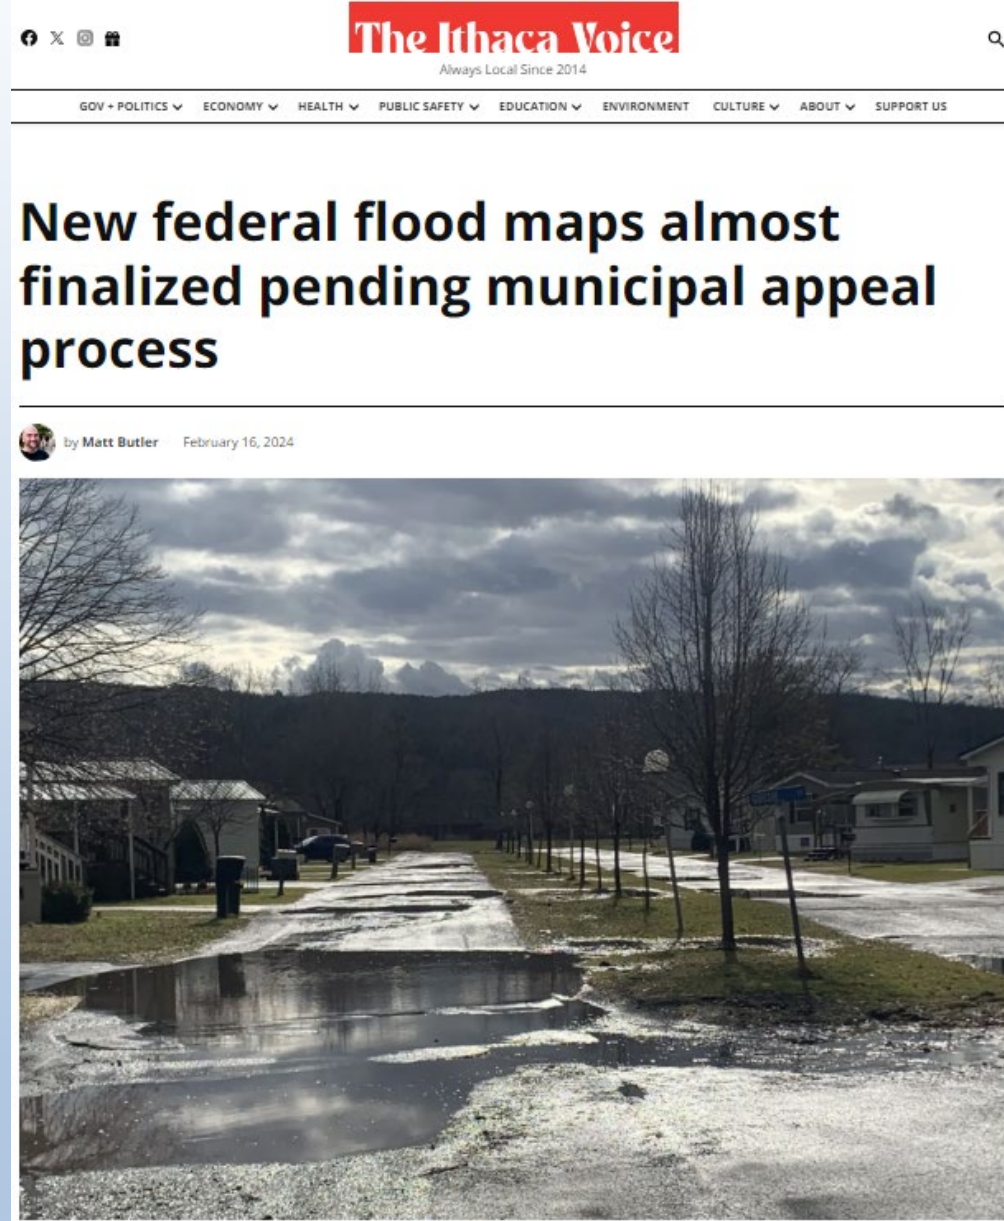 The Ithaca Voice
Always Local Since 2014
GOV + POLITICS ECONOMY HEALTH PUBLIC SAFETY EDUCATION ENVIRONMENT CULTURE ABOUT SUPPORT US
New federal flood maps almost
finalized pending municipal appeal
process
by Matt Butler February 16, 2024